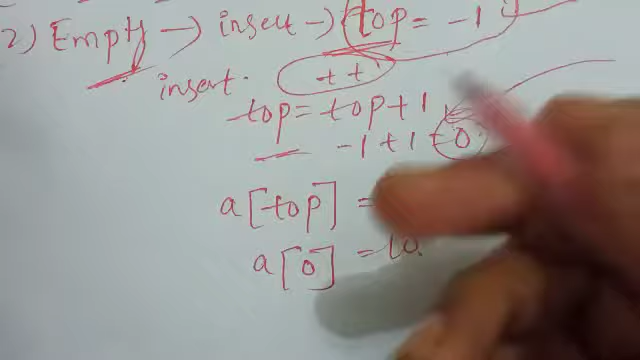 2) Empty → insert → top = -1
insert. ++
top = top+1
-1+1 = 0
a[top] =
a[0] = 10.